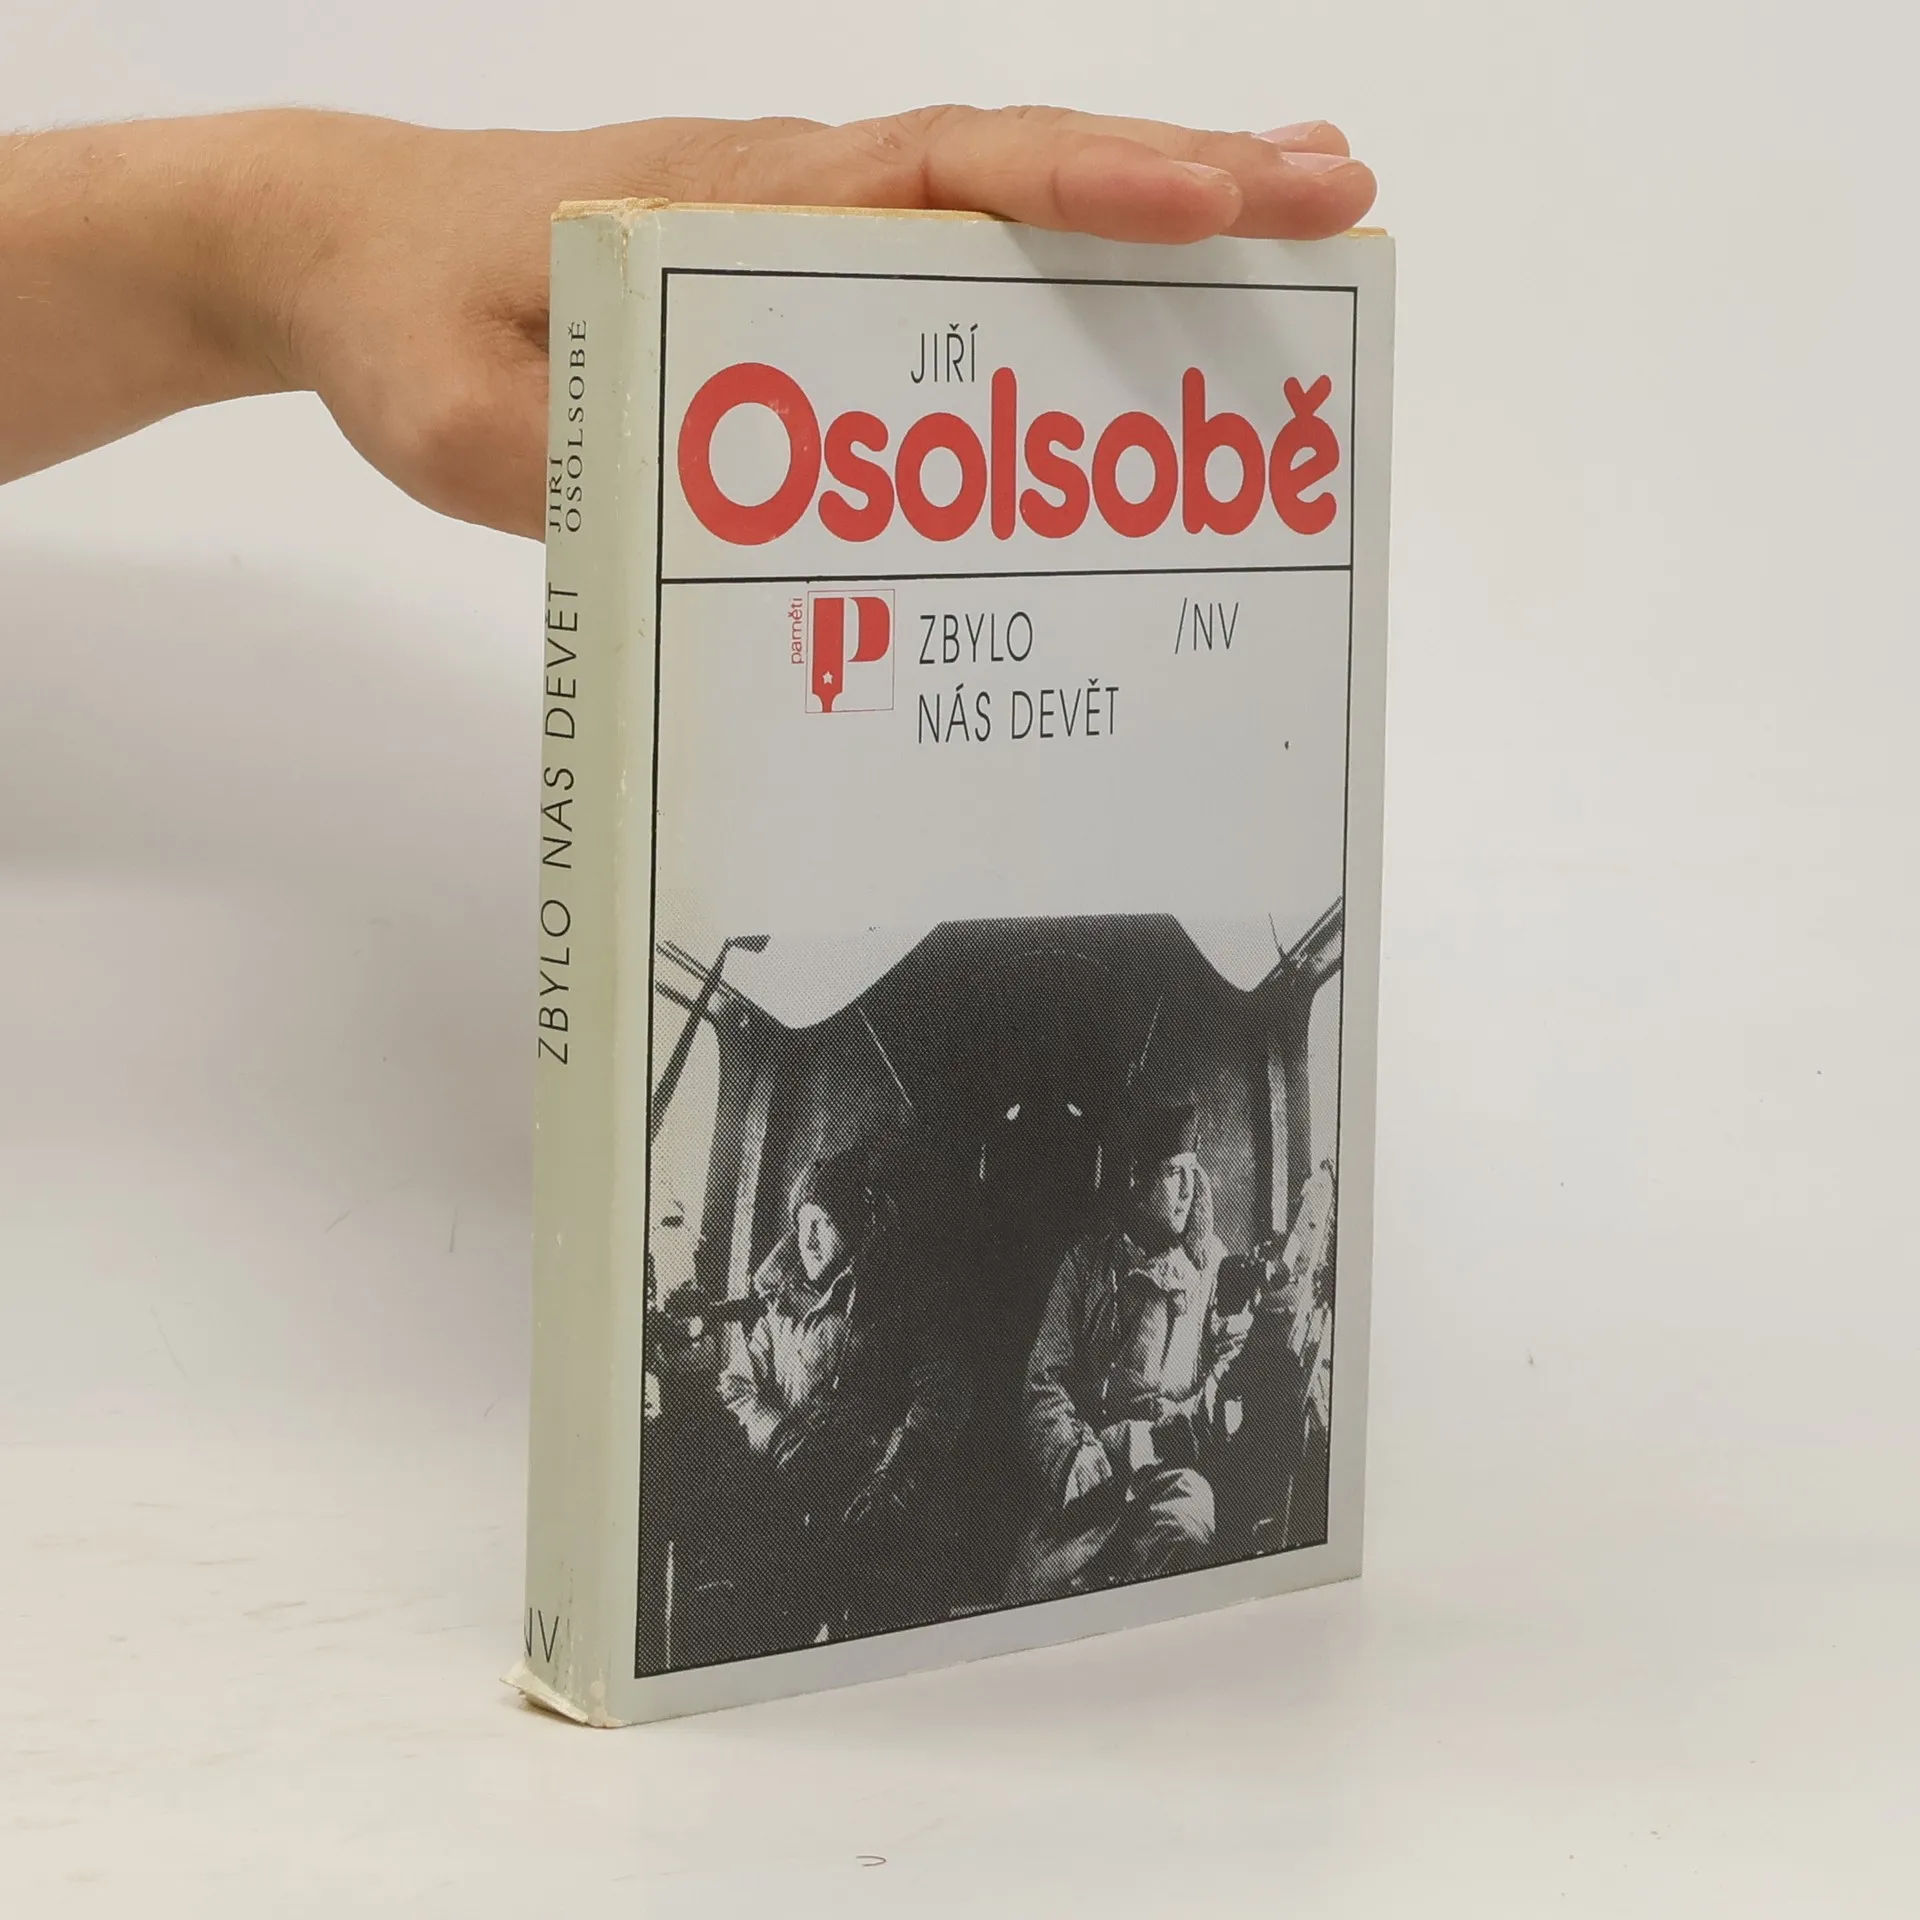 JIŘÍ
Osolsobě
paměti
P
ZBYLO
NÁS DEVĚT
/NV
JIŘÍ
OSOLSOBĚ
ZBYLO NÁS DEVĚT
NV